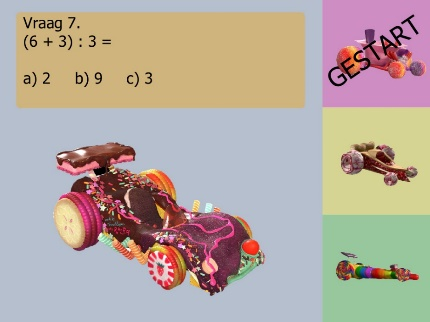 Vraag 7.
(6 + 3) : 3 =
a) 2 b) 9 c) 3
GESTART